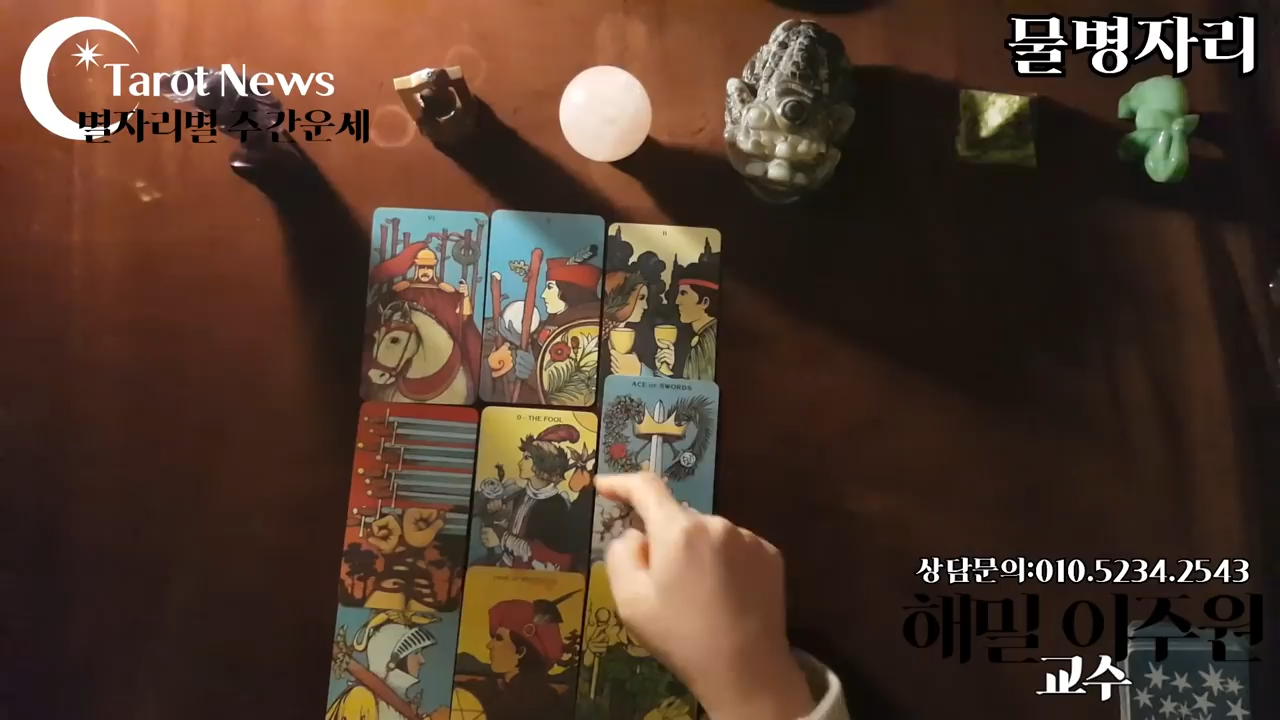 Tarot News
별자리별 주간운세
물병자리
VI
II
ACE OF SWORDS
0 - THE FOOL
상담문의:010.5234.2543
해밀 이주원
교수